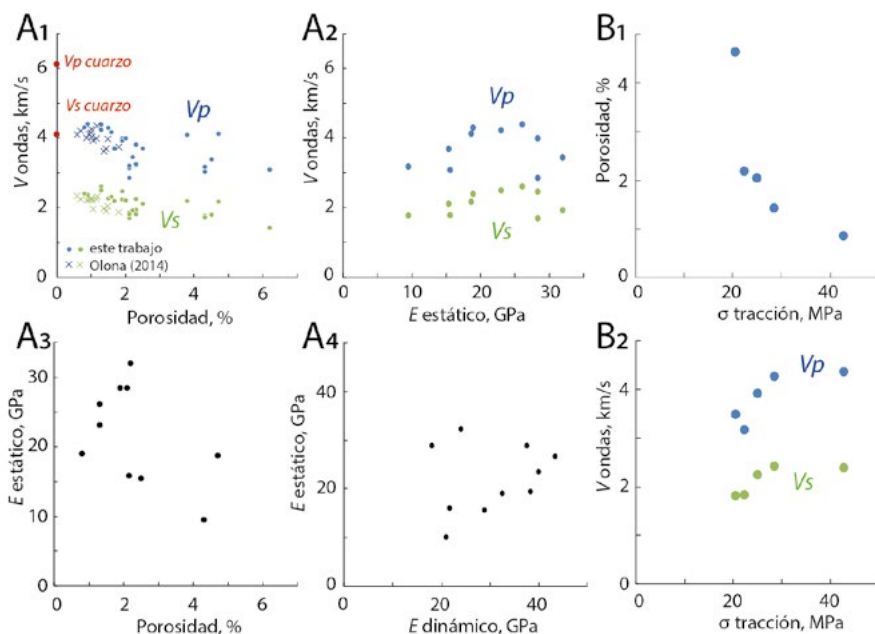 A1
V ondas, km/s
6
4
2
0
Vp cuarzo
Vs cuarzo
Vp
Vs
este trabajo
Olona (2014)
0 2 4 6
Porosidad, %
A2
V ondas, km/s
6
4
2
0
Vp
Vs
0 10 20 30
E estático, GPa
B1
Porosidad, %
4
2
0
0 20 40
σ tracción, MPa
A3
E estático, GPa
30
20
10
0
0 2 4 6
Porosidad, %
A4
E estático, GPa
40
20
0
0 20 40
E dinámico, GPa
B2
V ondas, km/s
4
2
0
Vp
Vs
0 20 40
σ tracción, MPa